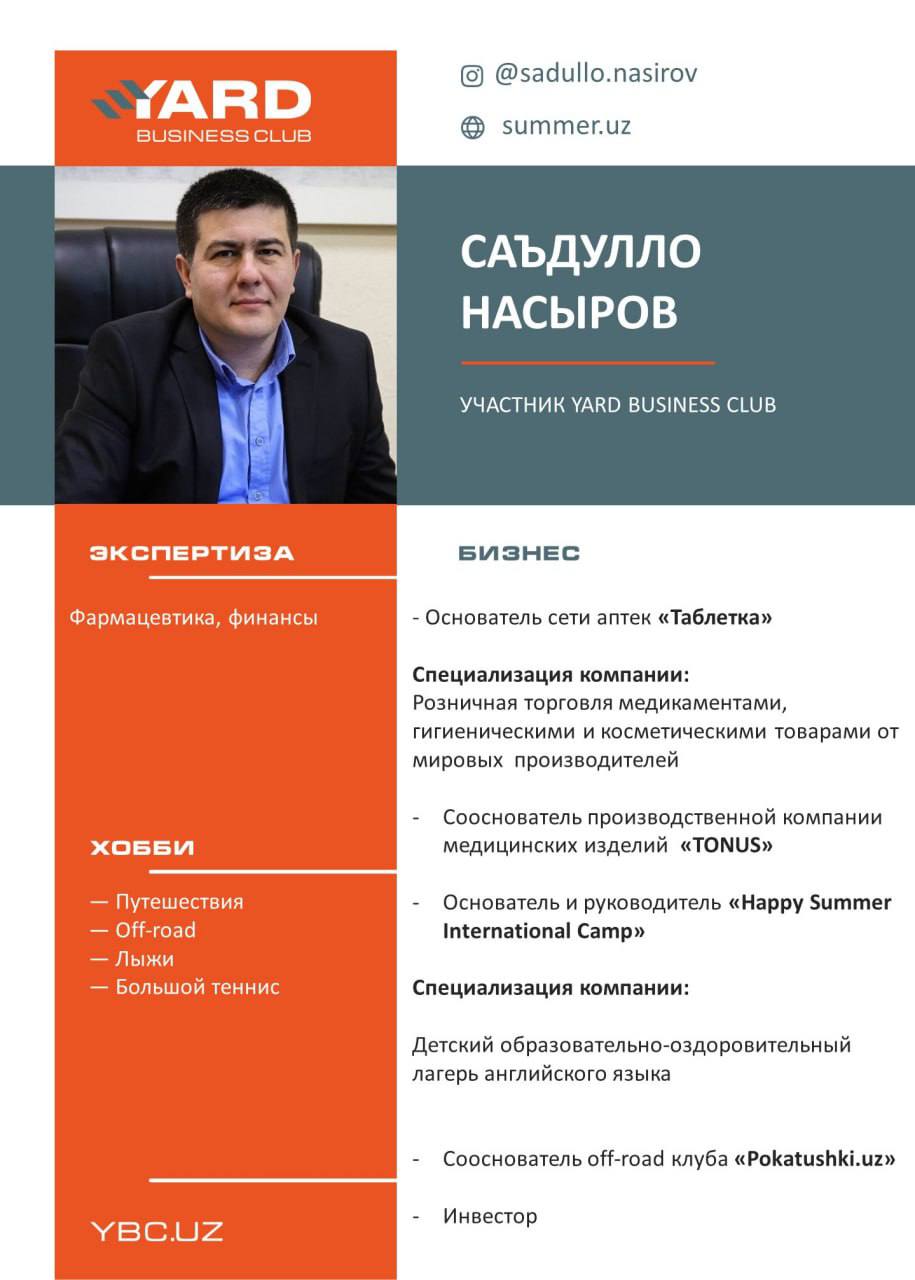 YARD
BUSINESS CLUB
@sadullo.nasirov
summer.uz
САЪДУЛЛО
НАСЫРОВ
УЧАСТНИК YARD BUSINESS CLUB
ЭКСПЕРТИЗА
Фармацевтика, финансы
ХОББИ
— Путешествия
— Off-road
— Лыжи
— Большой теннис
YBC.UZ
БИЗНЕС
- Основатель сети аптек «Таблетка»
Специализация компании:
Розничная торговля медикаментами,
гигиеническими и косметическими товарами от
мировых производителей
- Сооснователь производственной компании
медицинских изделий «TONUS»
- Основатель и руководитель «Happy Summer
International Camp»
Специализация компании:
Детский образовательно-оздоровительный
лагерь английского языка
- Сооснователь off-road клуба «Pokatushki.uz»
- Инвестор